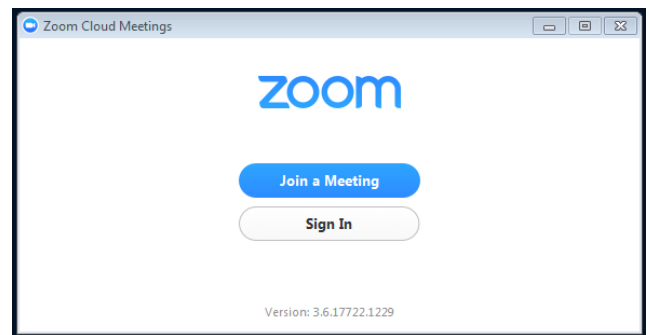 Zoom Cloud Meetings
zoom
Join a Meeting
Sign In
Version: 3.6.17722.1229